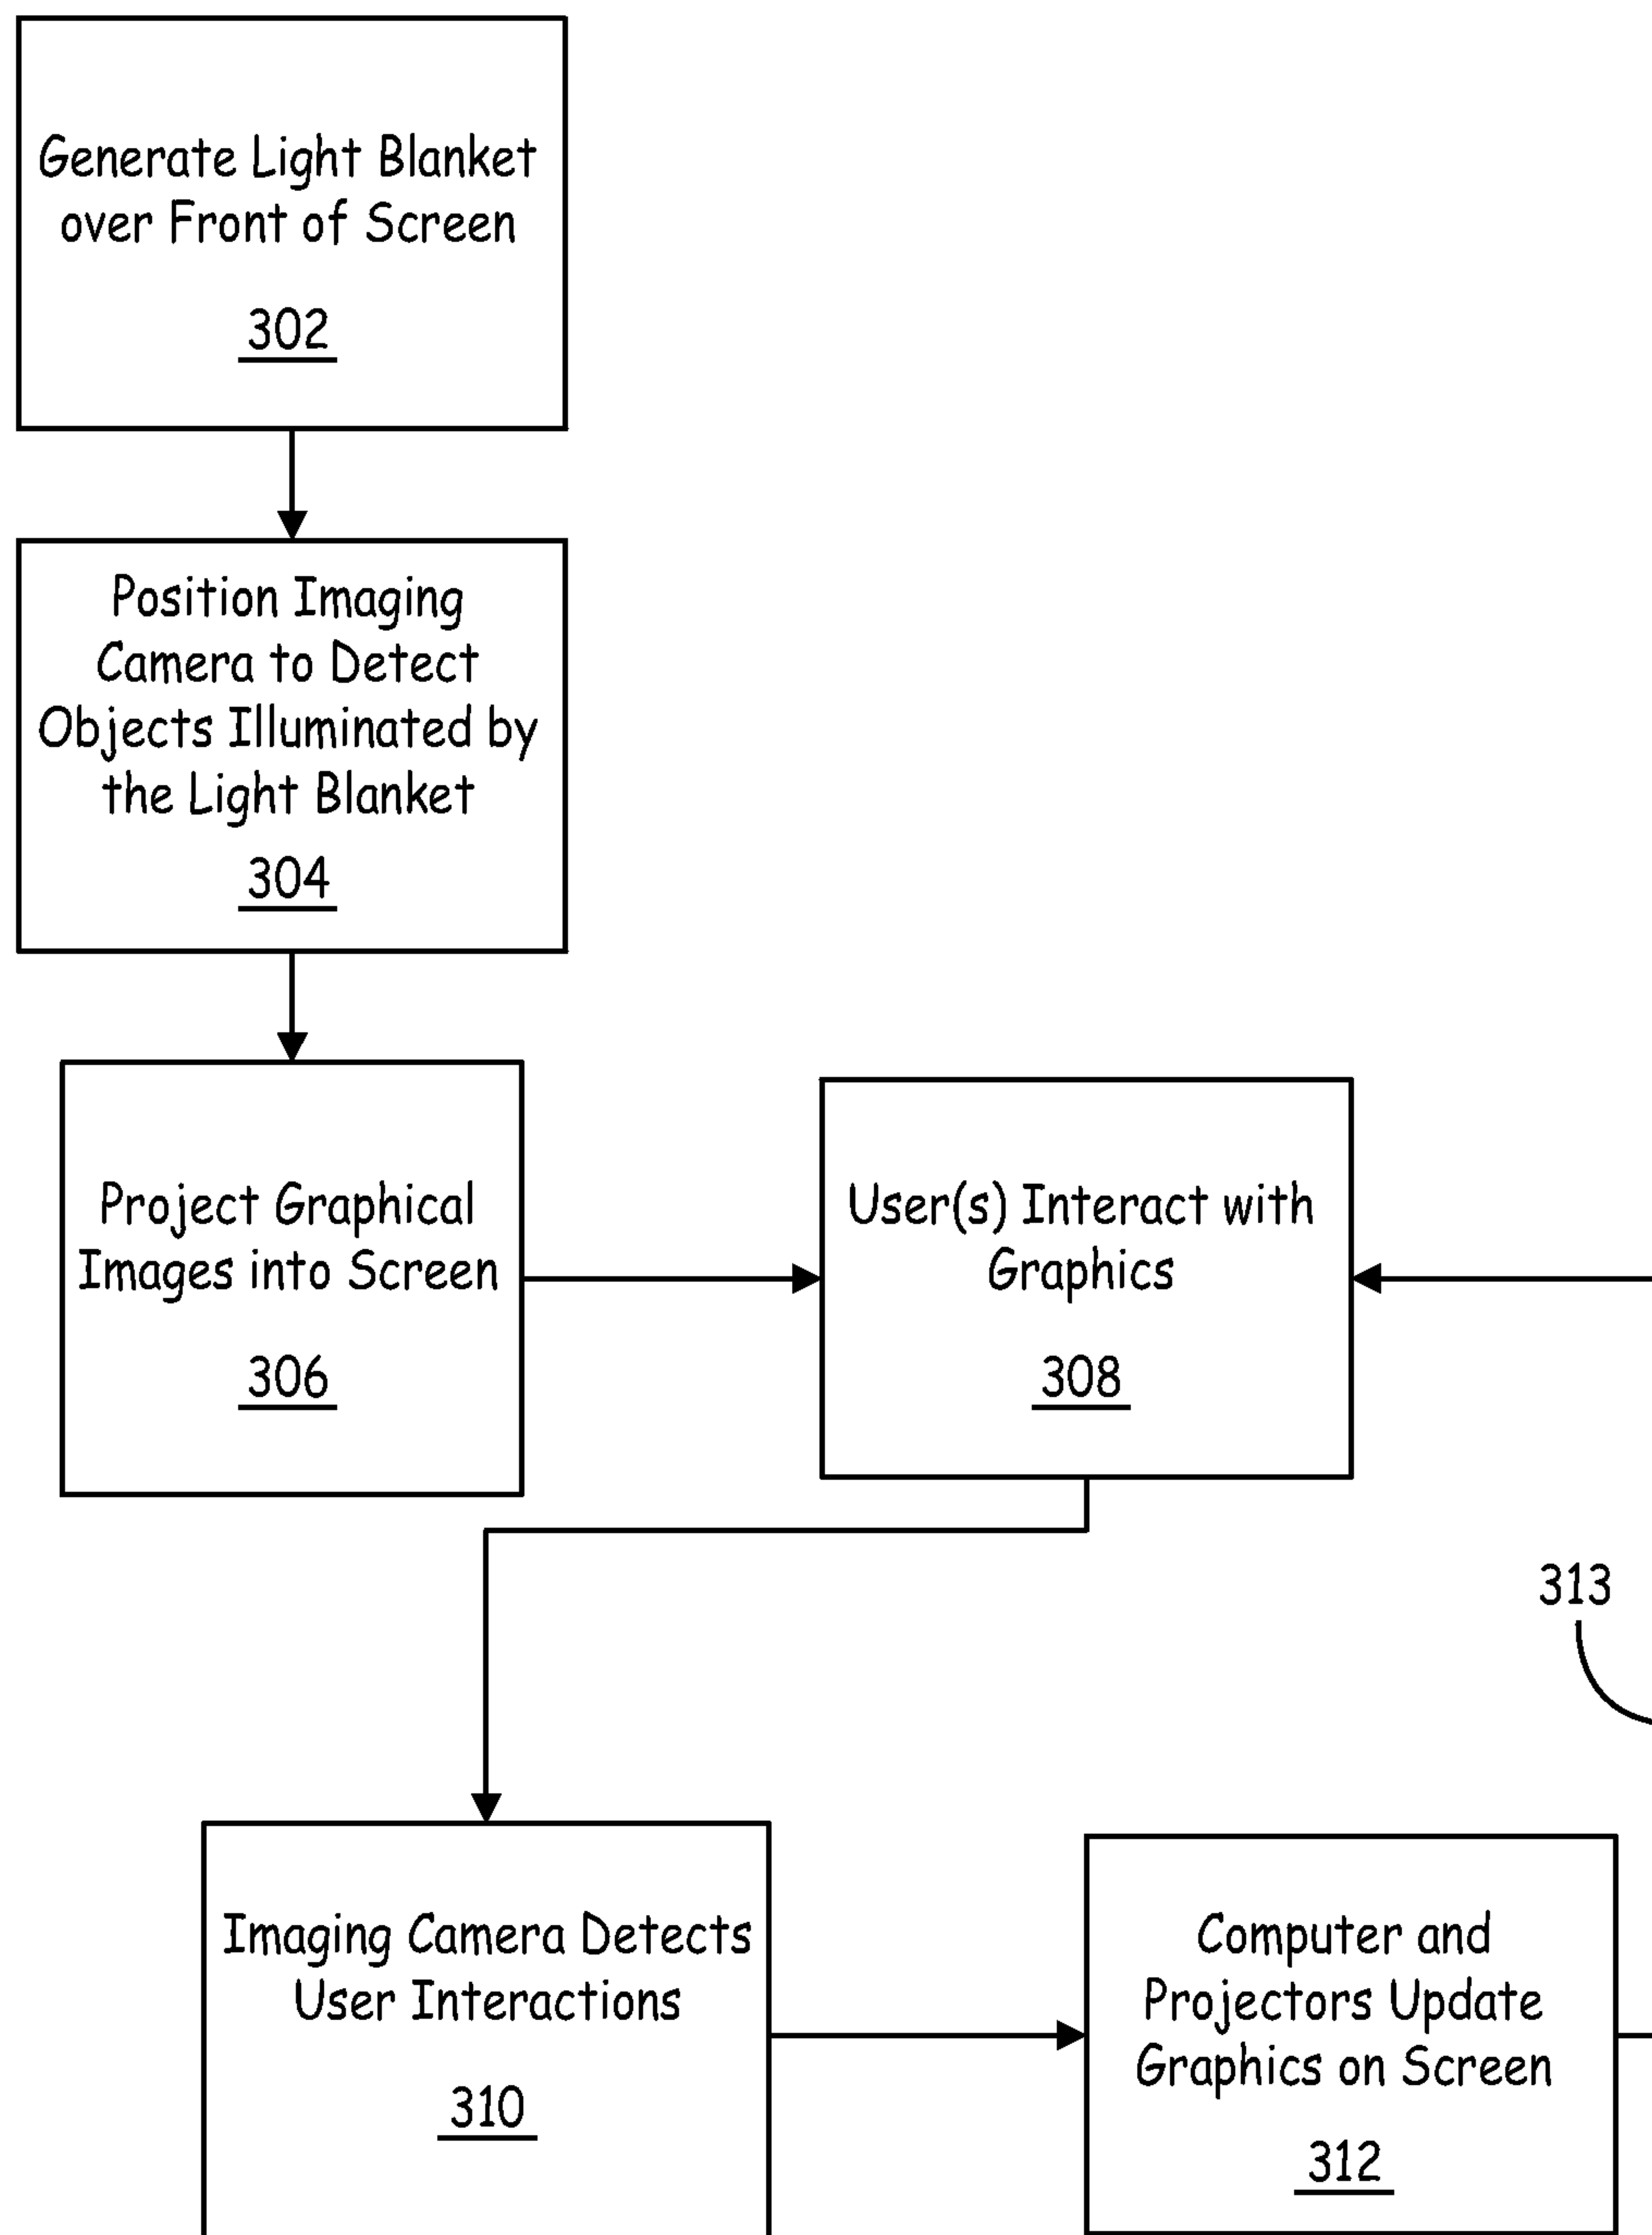 Generate Light Blanket
over Front of Screen
302
Position Imaging
Camera to Detect
Objects Illuminated by
the Light Blanket
304
Project Graphical
Images into Screen
306
User(s) Interact with
Graphics
308
313
Imaging Camera Detects
User Interactions
310
Computer and
Projectors Update
Graphics on Screen
312